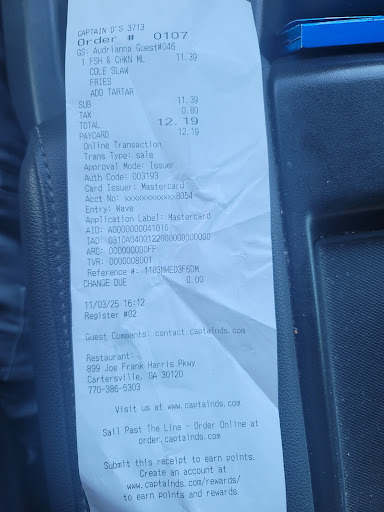 CAPTAIN D'S 3713
Order # 0107
GS: Audrianna Guest#046
1 FSH & CHKN ML 11.39
COLE SLAW
FRIES
ADD TARTAR
SUB 11.39
TAX 0.80
TOTAL 12.19
PAYCARD 12.19
Online Transaction
Trans Type: sale
Approval Mode: Issuer
Auth Code: 003193
Card Issuer: Mastercard
Acct No: xxxxxxxxxxxx8054
Entry: Wave
Application Label: Mastercard
AID: A0000000041010
IAD: 0310A040012200000000000000
ARC: 000000000FF
TVR: 0000008001
Reference #: 1103NWED3F6DM
CHANGE DUE 0.00
11/03/25 16:12
Register #02
Guest Comments: contact.captainds.com
Restaurant:
899 Joe Frank Harris Pkwy
Cartersville, GA 30120
770-386-5303
Visit us at www.captainds.com
Sail Past The Line - Order Online at
order.captainds.com
Submit this receipt to earn points.
Create an account at
www.captainds.com/rewards/
to earn points and rewards